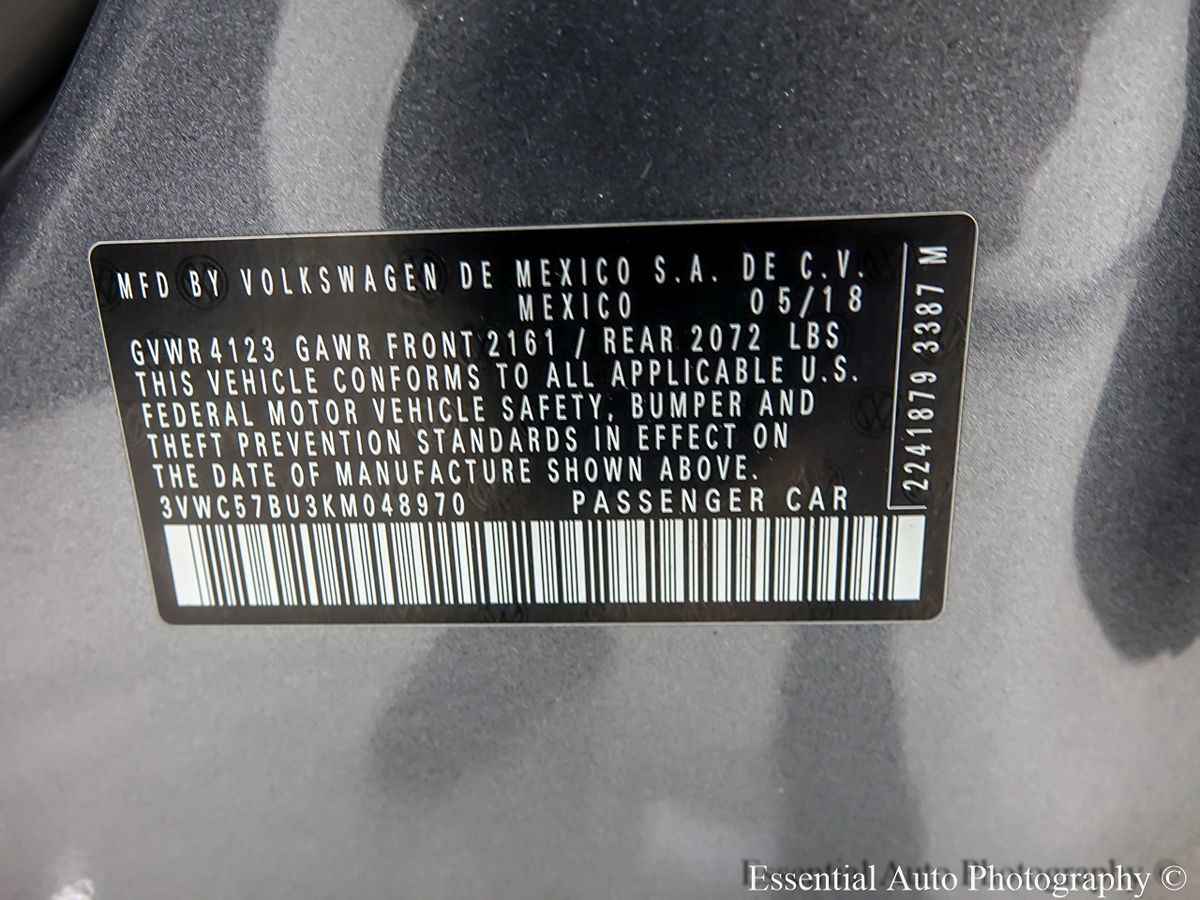 MFD BY VOLKSWAGEN DE MEXICO S.A. DE C.V.
MEXICO 05/18
GVWR 4123 GAWR FRONT 2161 / REAR 2072 LBS
THIS VEHICLE CONFORMS TO ALL APPLICABLE U.S.
FEDERAL MOTOR VEHICLE SAFETY, BUMPER AND
THEFT PREVENTION STANDARDS IN EFFECT ON
THE DATE OF MANUFACTURE SHOWN ABOVE.
3VWC57BU3KM048970 PASSENGER CAR
2241879 3387 M
Essential Auto Photography ©